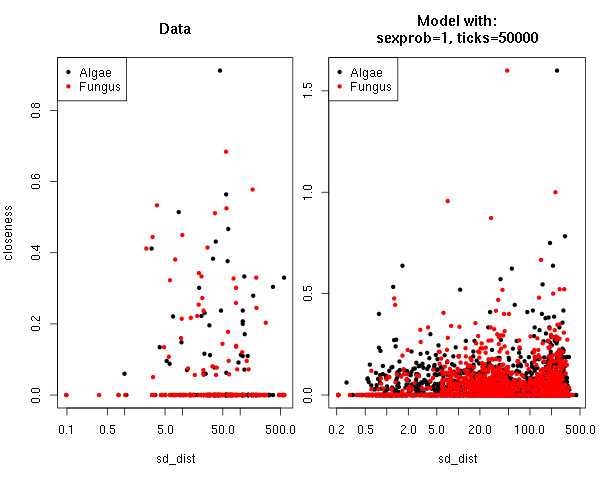 Data
Model with:
sexprob=1, ticks=50000
Algae
Fungus
Algae
Fungus
closeness
0.8
0.6
0.4
0.2
0.0
1.5
1.0
0.5
0.0
0.1 0.5 5.0 50.0 500.0
0.2 0.5 2.0 5.0 20.0 100.0 500.0
sd_dist
sd_dist